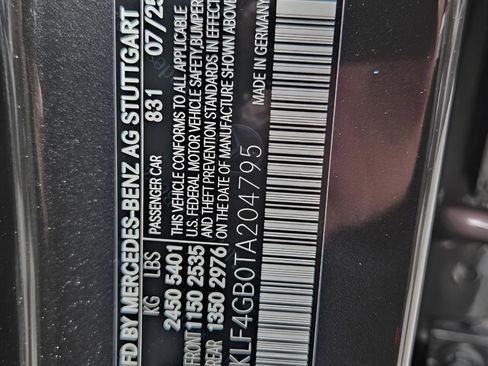 MFD BY MERCEDES-BENZ AG STUTTGART
KG LBS PASSENGER CAR 831 07/25
2450 5401 THIS VEHICLE CONFORMS TO ALL APPLICABLE
FRONT 1150 2535 U.S. FEDERAL MOTOR VEHICLE SAFETY, BUMPER,
REAR 1350 2976 AND THEFT PREVENTION STANDARDS IN EFFECT
ON THE DATE OF MANUFACTURE SHOWN ABOVE
KLF4GB0TA204795 MADE IN GERMANY